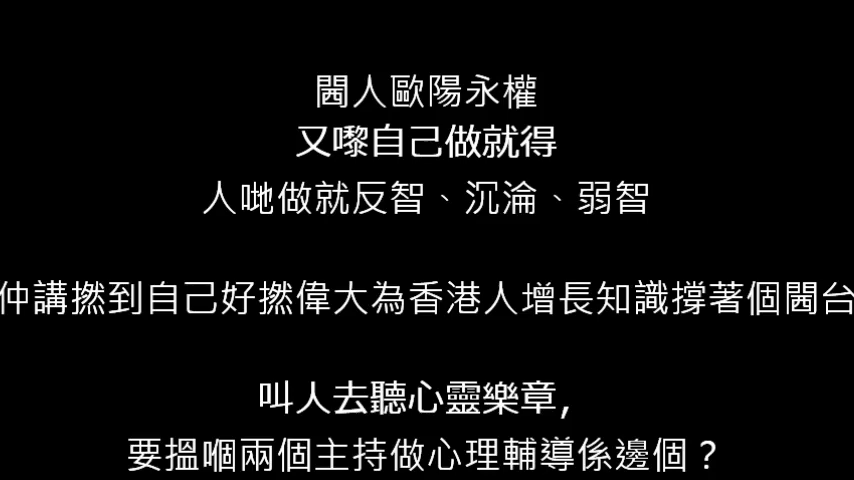 閪人歐陽永權
又嚟自己做就得
人哋做就反智、沉淪、弱智
仲講撚到自己好撚偉大為香港人增長知識撐著個閪台
叫人去聽心靈樂章,
要搵嗰兩個主持做心理輔導係邊個？